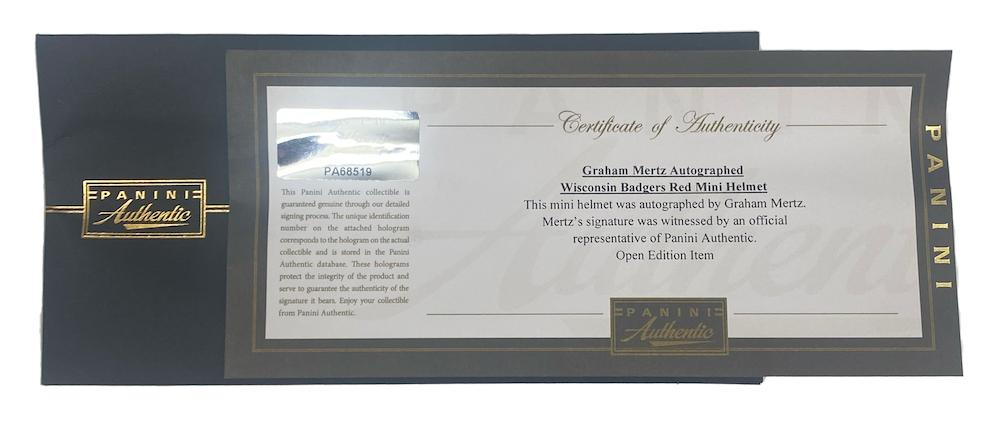 PANINI
Authentic
PA68519
This Panini Authentic collectible is
guaranteed genuine through our detailed
signing process. The unique identification
number on the attached hologram
corresponds to the hologram on the actual
collectible and is stored in the Panini
Authentic database. These holograms
protect the integrity of the product and
serve to guarantee the authenticity of the
signature it bears. Enjoy your collectible
from Panini Authentic.
Certificate of Authenticity
Graham Mertz Autographed
Wisconsin Badgers Red Mini Helmet
This mini helmet was autographed by Graham Mertz.
Mertz's signature was witnessed by an official
representative of Panini Authentic.
Open Edition Item
PANINI
Authentic
PANINI